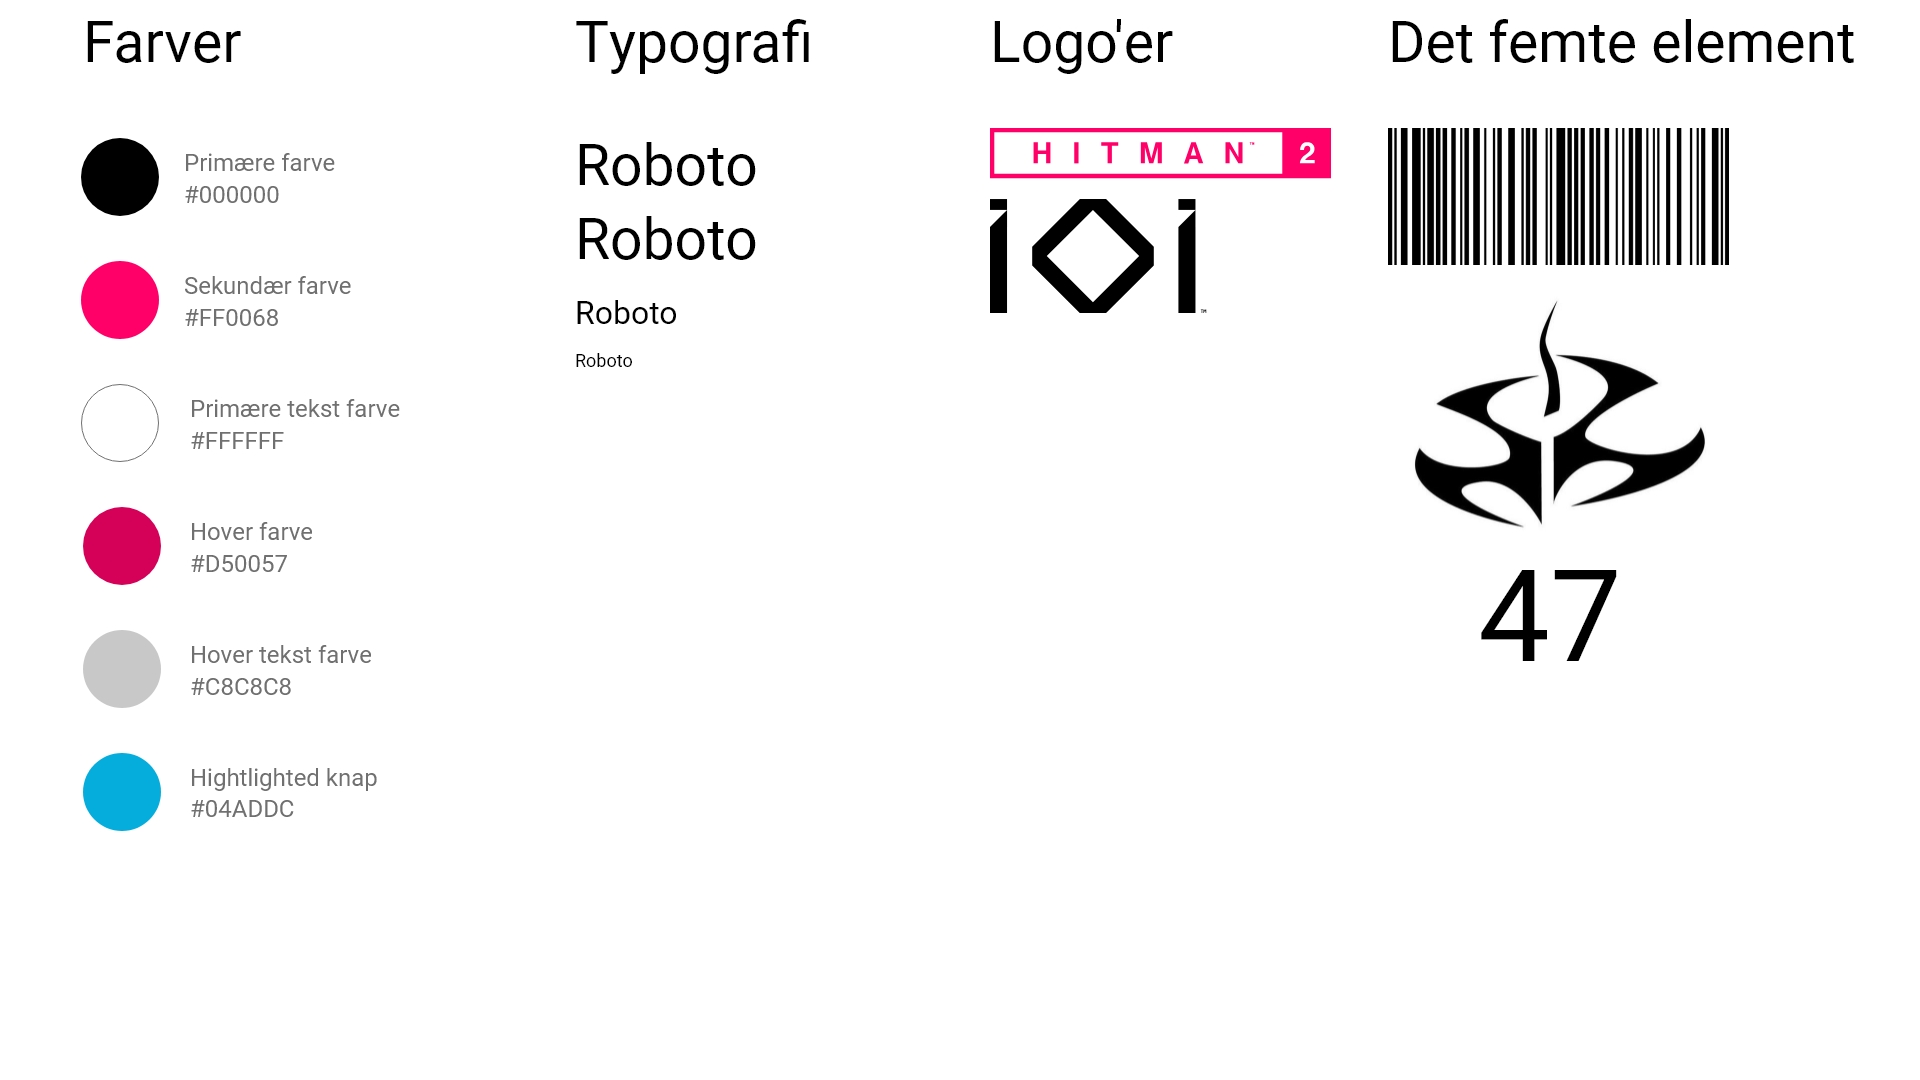 Farver
Primære farve
#000000
Sekundær farve
#FF0068
Primære tekst farve
#FFFFFF
Hover farve
#D50057
Hover tekst farve
#C8C8C8
Hightlighted knap
#04ADDC
Typografi
Roboto
Roboto
Roboto
Roboto
Logo'er
HITMAN™ 2
iOi™
Det femte element
47